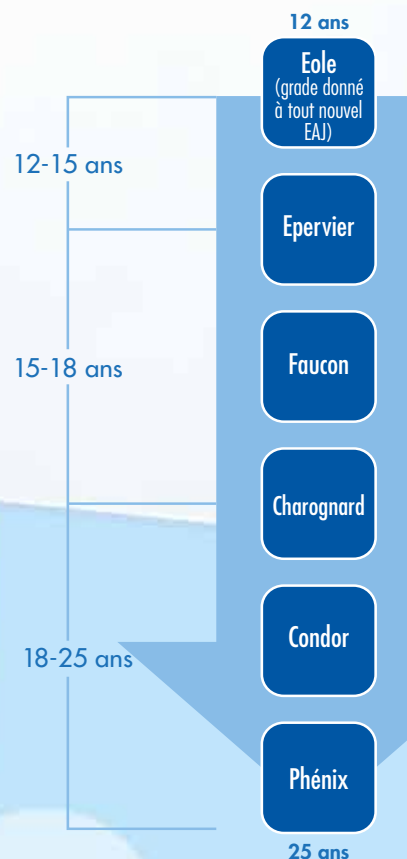 12 ans
Eole
(grade donné
à tout nouvel
EAJ)
12-15 ans
Epervier
15-18 ans
Faucon
Charognard
Condor
18-25 ans
Phénix
25 ans